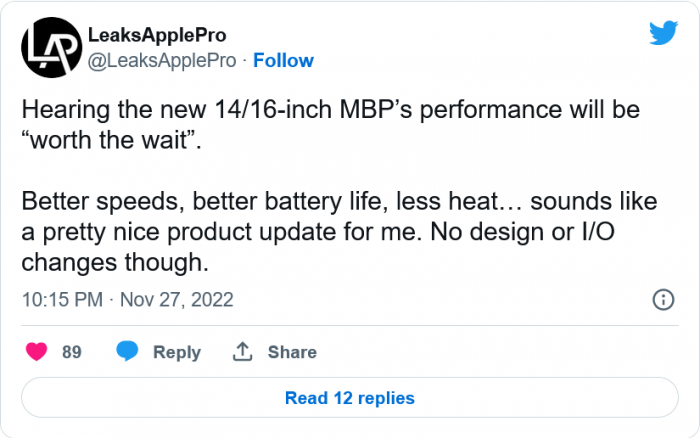 LAP
LeaksApplePro
@LeaksApplePro · Follow
Hearing the new 14/16-inch MBP’s performance will be
“worth the wait”.
Better speeds, better battery life, less heat… sounds like
a pretty nice product update for me. No design or I/O
changes though.
10:15 PM · Nov 27, 2022
89 Reply Share
Read 12 replies